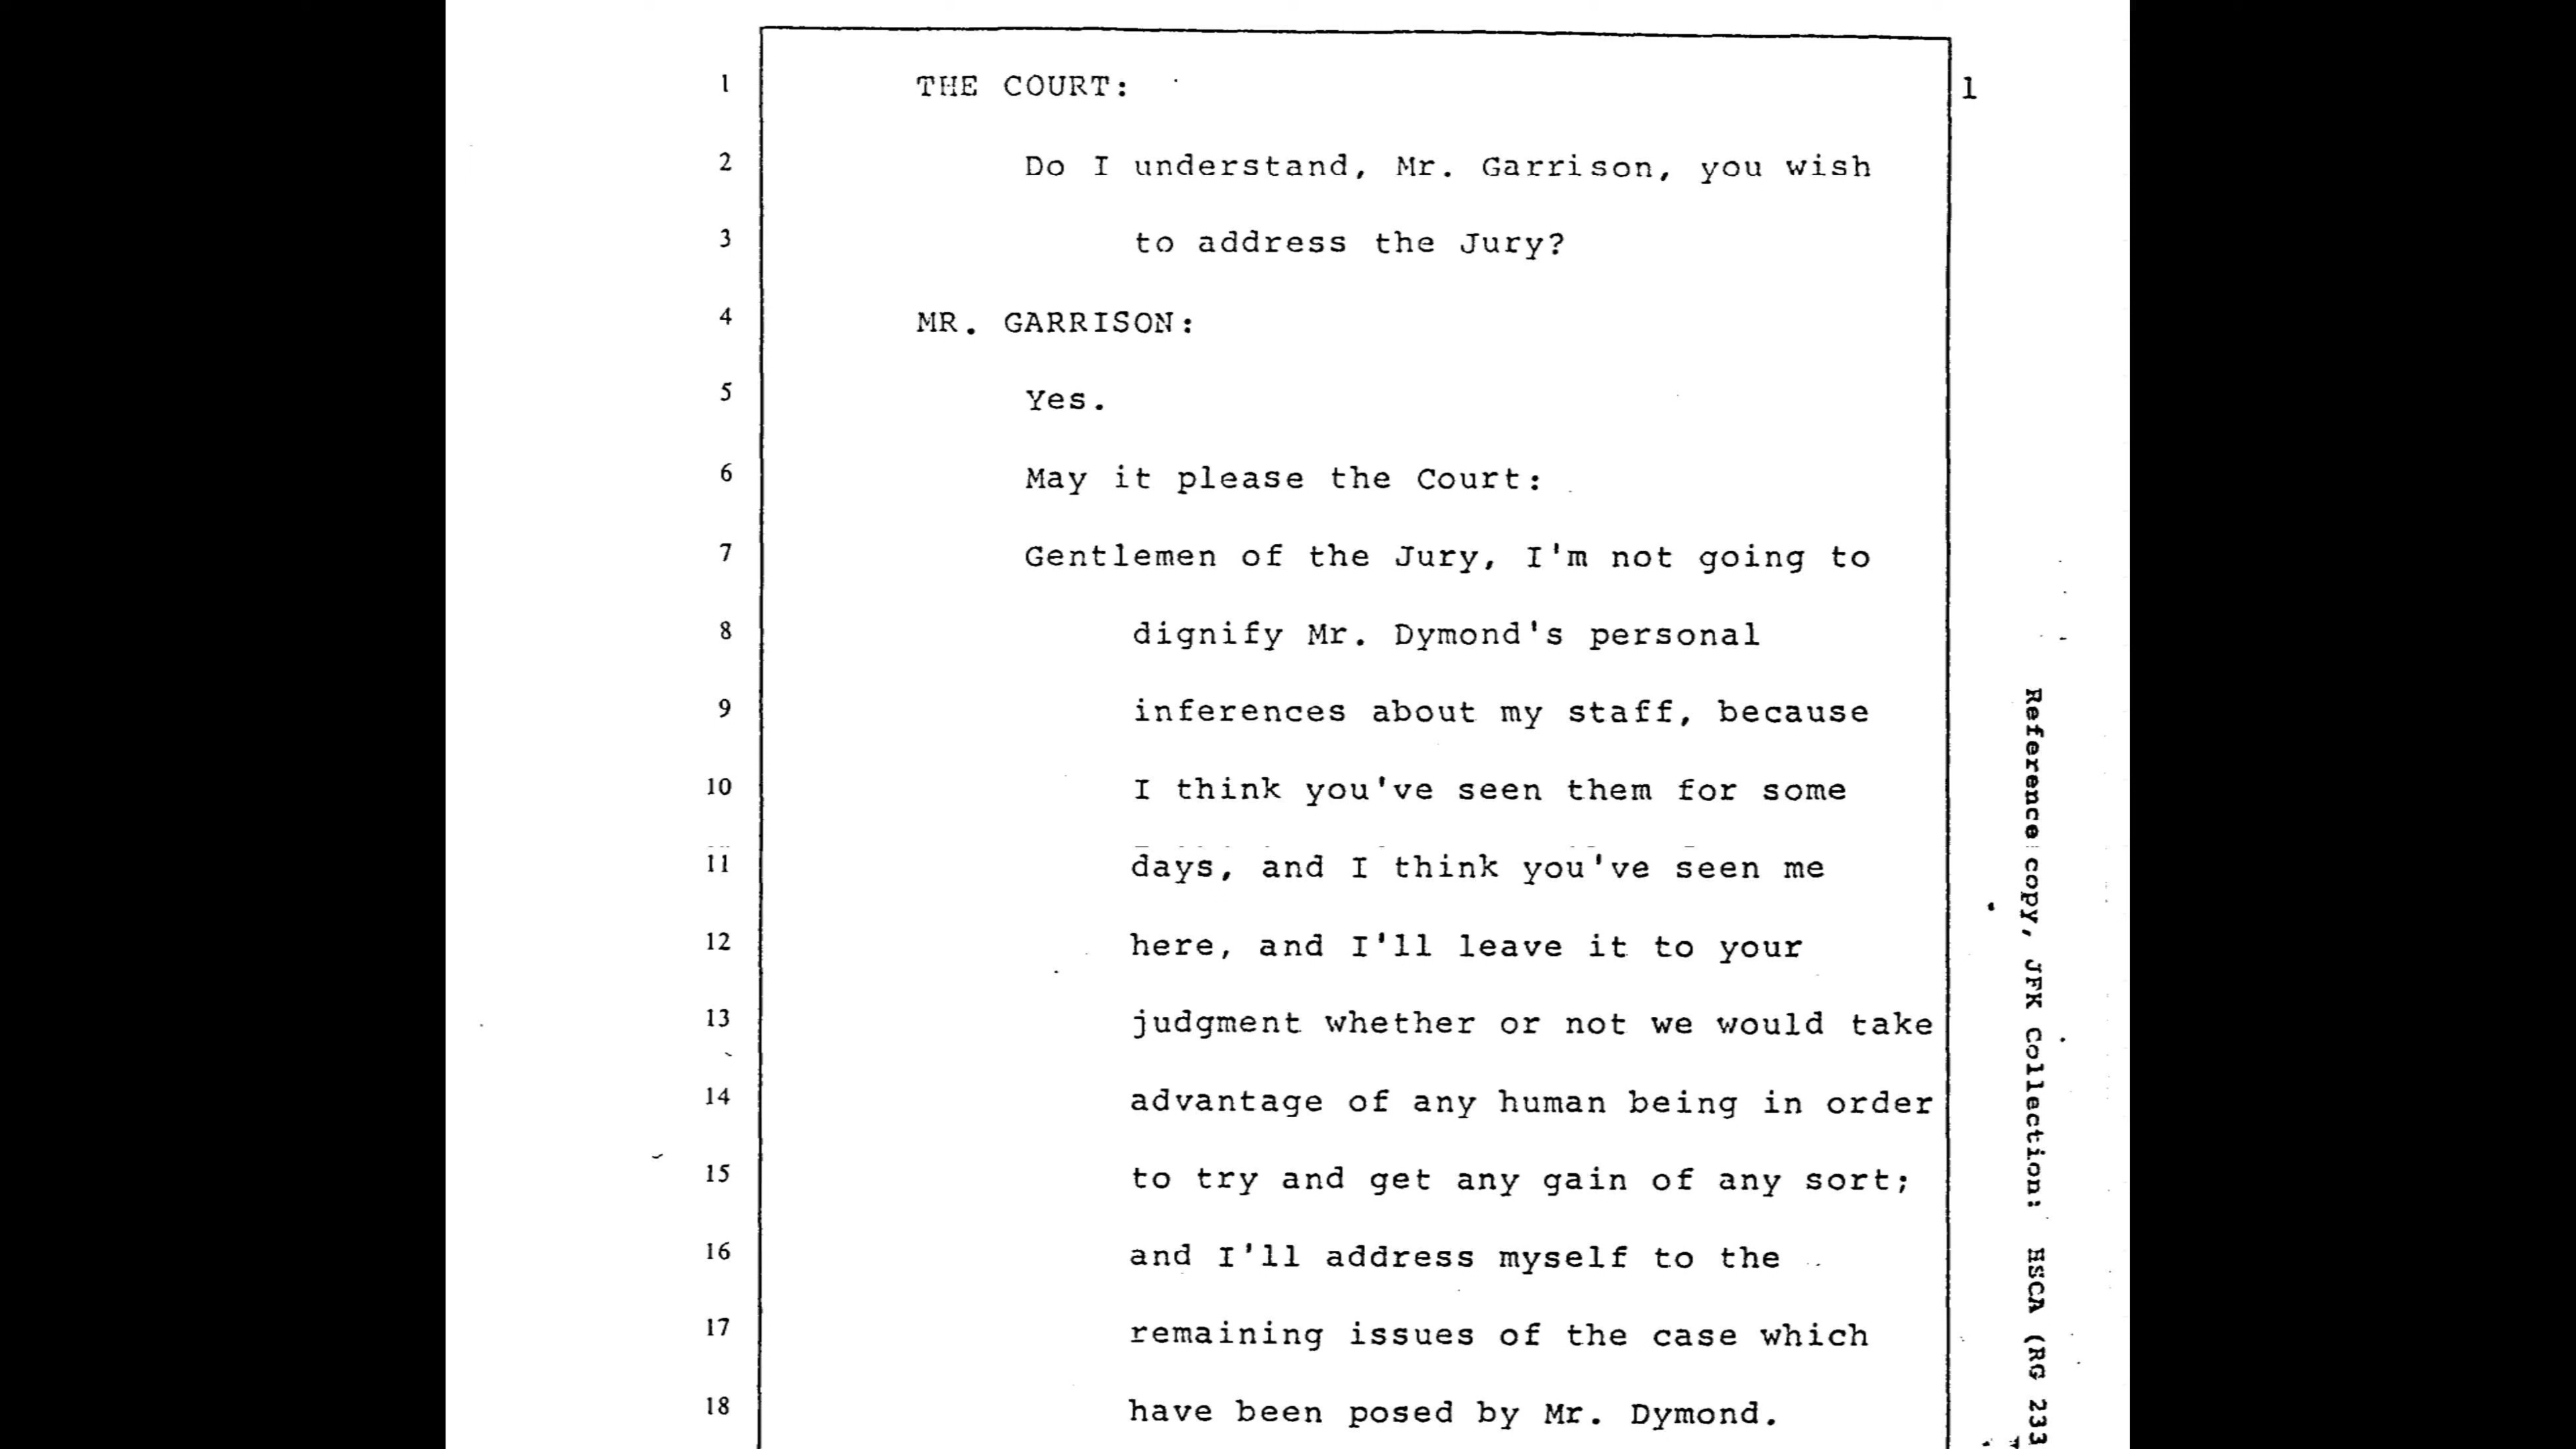 1 THE COURT: 1
2 Do I understand, Mr. Garrison, you wish
3 to address the Jury?
4 MR. GARRISON:
5 Yes.
6 May it please the Court:
7 Gentlemen of the Jury, I'm not going to
8 dignify Mr. Dymond's personal
9 inferences about my staff, because
10 I think you've seen them for some
11 days, and I think you've seen me
12 here, and I'll leave it to your
13 judgment whether or not we would take
14 advantage of any human being in order
15 to try and get any gain of any sort;
16 and I'll address myself to the
17 remaining issues of the case which
18 have been posed by Mr. Dymond.
Reference copy, JFK Collection: HSCA (RG 233